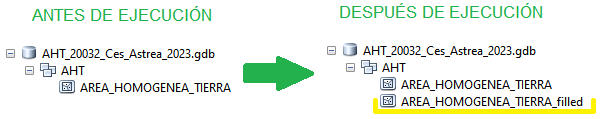 ANTES DE EJECUCIÓN
AHT_20032_Ces_Astrea_2023.gdb
AHT
AREA_HOMOGENEA_TIERRA
DESPUÉS DE EJECUCIÓN
AHT_20032_Ces_Astrea_2023.gdb
AHT
AREA_HOMOGENEA_TIERRA
AREA_HOMOGENEA_TIERRA_filled